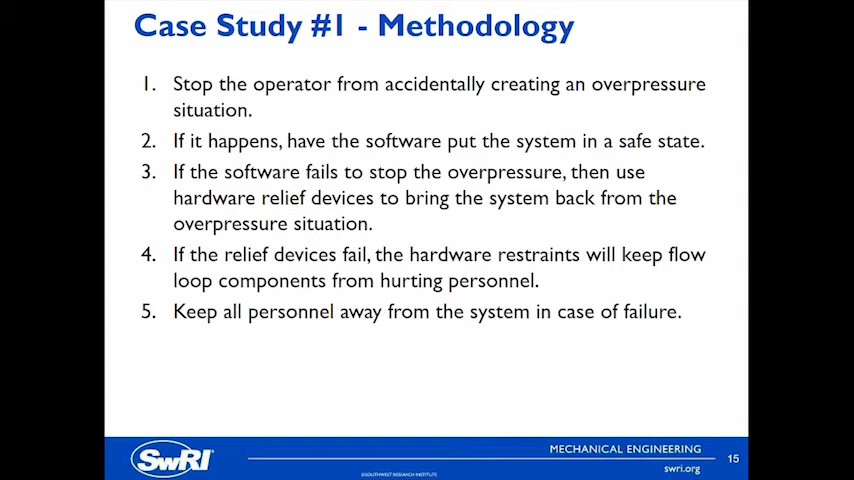 Case Study #1 - Methodology
1. Stop the operator from accidentally creating an overpressure
situation.
2. If it happens, have the software put the system in a safe state.
3. If the software fails to stop the overpressure, then use
hardware relief devices to bring the system back from the
overpressure situation.
4. If the relief devices fail, the hardware restraints will keep flow
loop components from hurting personnel.
5. Keep all personnel away from the system in case of failure.
SwRI
MECHANICAL ENGINEERING
15
swri.org
©SOUTHWEST RESEARCH INSTITUTE